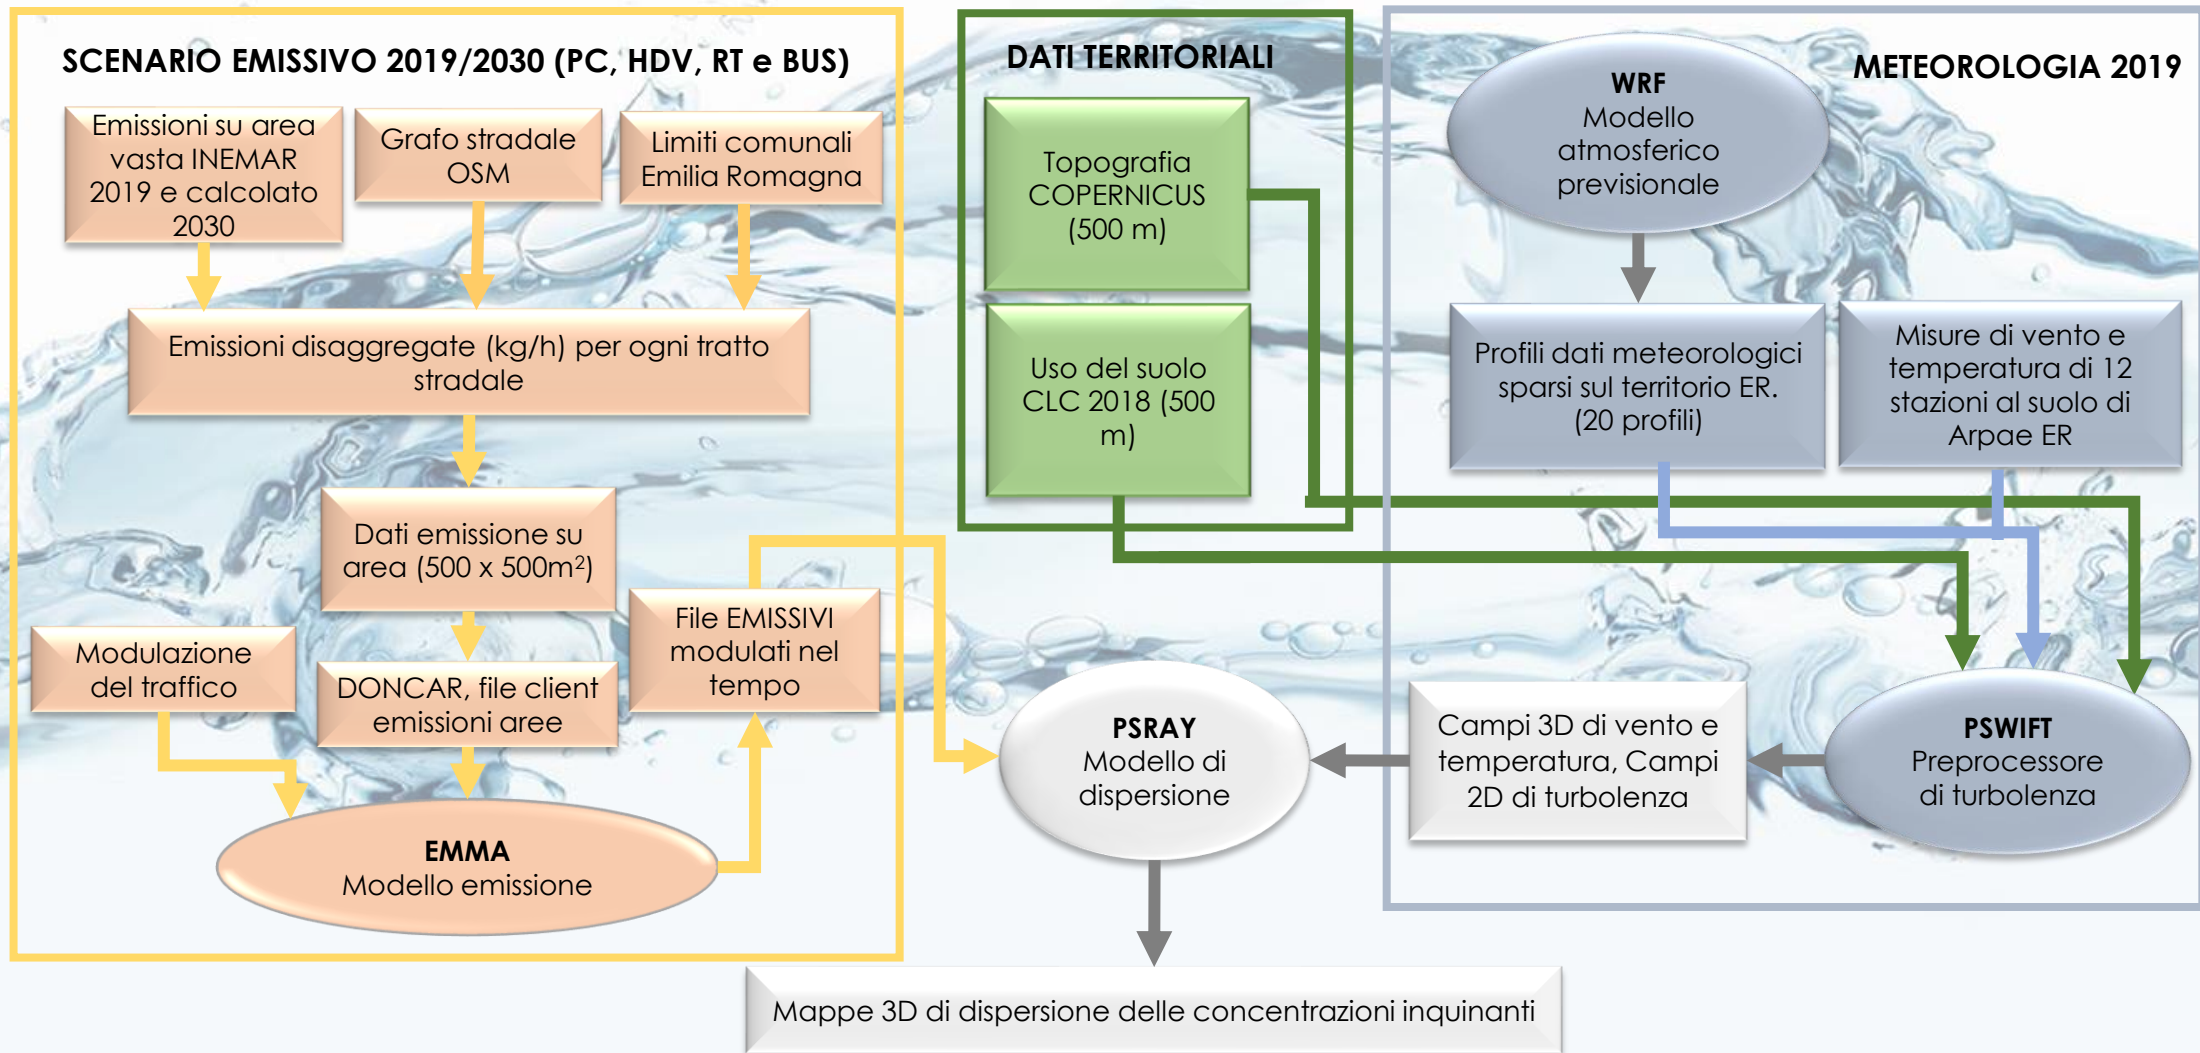 SCENARIO EMISSIVO 2019/2030 (PC, HDV, RT e BUS)
Emissioni su area
vasta INEMAR
2019 e calcolato
2030
Grafo stradale
OSM
Limiti comunali
Emilia Romagna
Emissioni disaggregate (kg/h) per ogni tratto
stradale
Dati emissione su
area (500 x 500m²)
Modulazione
del traffico
DONCAR, file client
emissioni aree
File EMISSIVI
modulati nel
tempo
EMMA
Modello emissione
DATI TERRITORIALI
Topografia
COPERNICUS
(500 m)
Uso del suolo
CLC 2018 (500
m)
METEOROLOGIA 2019
WRF
Modello
atmosferico
previsionale
Profili dati meteorologici
sparsi sul territorio ER.
(20 profili)
Misure di vento e
temperatura di 12
stazioni al suolo di
Arpae ER
PSWIFT
Preprocessore
di turbolenza
Campi 3D di vento e
temperatura, Campi
2D di turbolenza
PSRAY
Modello di
dispersione
Mappe 3D di dispersione delle concentrazioni inquinanti